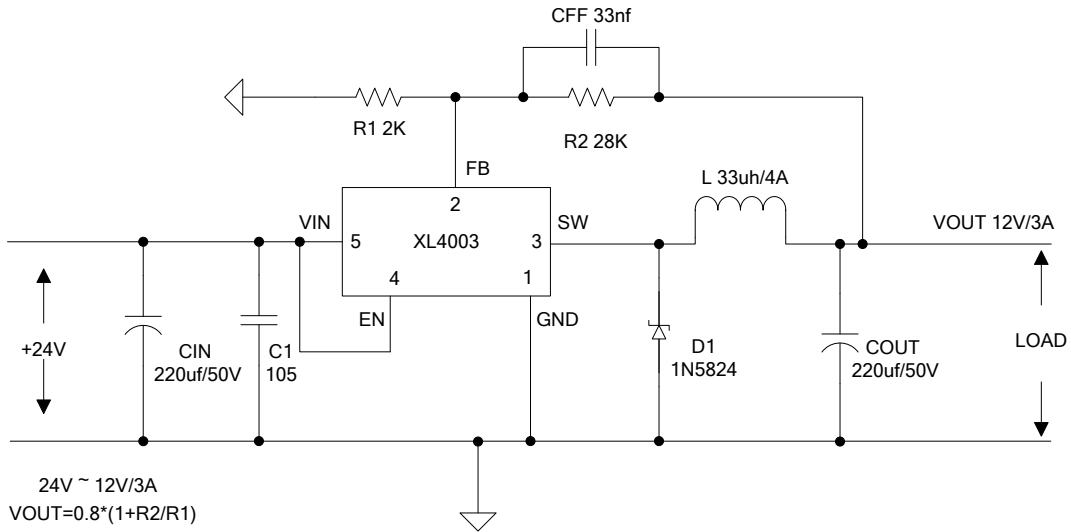 CFF 33nf
R1 2K
R2 28K
FB
L 33uh/4A
2
VIN
SW
VOUT 12V/3A
5
XL4003
3
4
1
EN
GND
+24V
CIN
220uf/50V
C1
105
D1
1N5824
COUT
220uf/50V
LOAD
24V ~ 12V/3A
VOUT=0.8*(1+R2/R1)